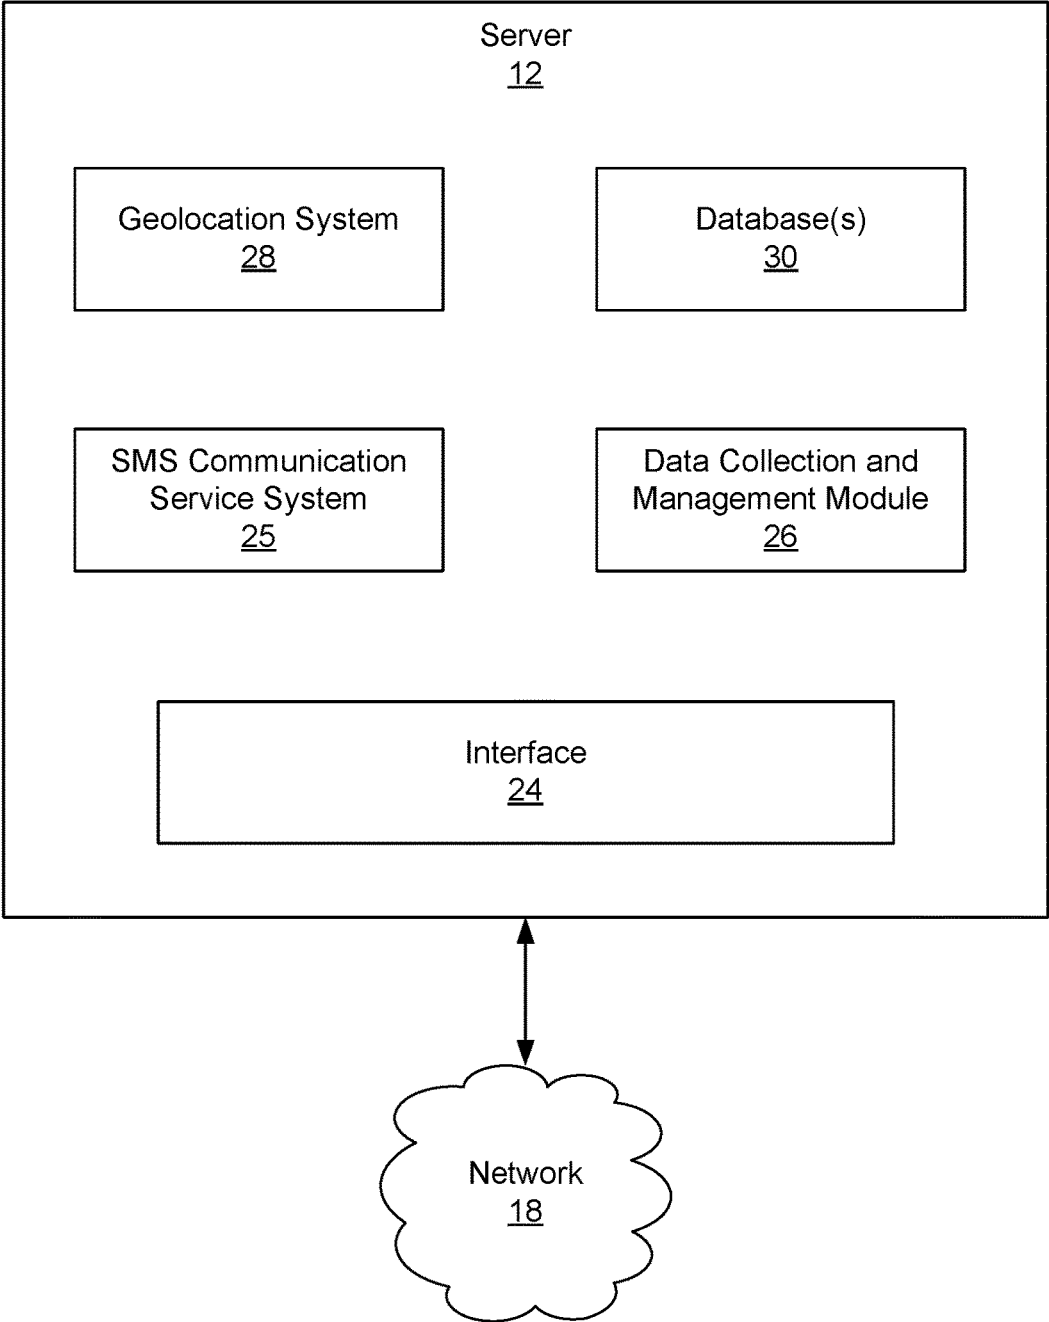 Server
12
Geolocation System
28
Database(s)
30
SMS Communication
Service System
25
Data Collection and
Management Module
26
Interface
24
Network
18